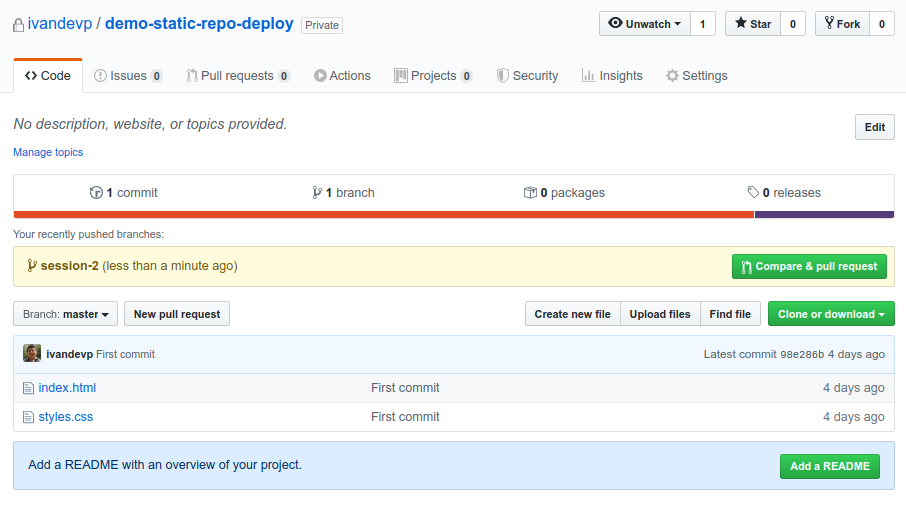 ivandevp / demo-static-repo-deploy Private Unwatch 1 Star 0 Fork 0
Code Issues 0 Pull requests 0 Actions Projects 0 Security Insights Settings
No description, website, or topics provided. Edit
Manage topics
1 commit 1 branch 0 packages 0 releases
Your recently pushed branches:
session-2 (less than a minute ago) Compare & pull request
Branch: master New pull request Create new file Upload files Find file Clone or download
ivandevp First commit Latest commit 98e286b 4 days ago
index.html First commit 4 days ago
styles.css First commit 4 days ago
Add a README with an overview of your project. Add a README